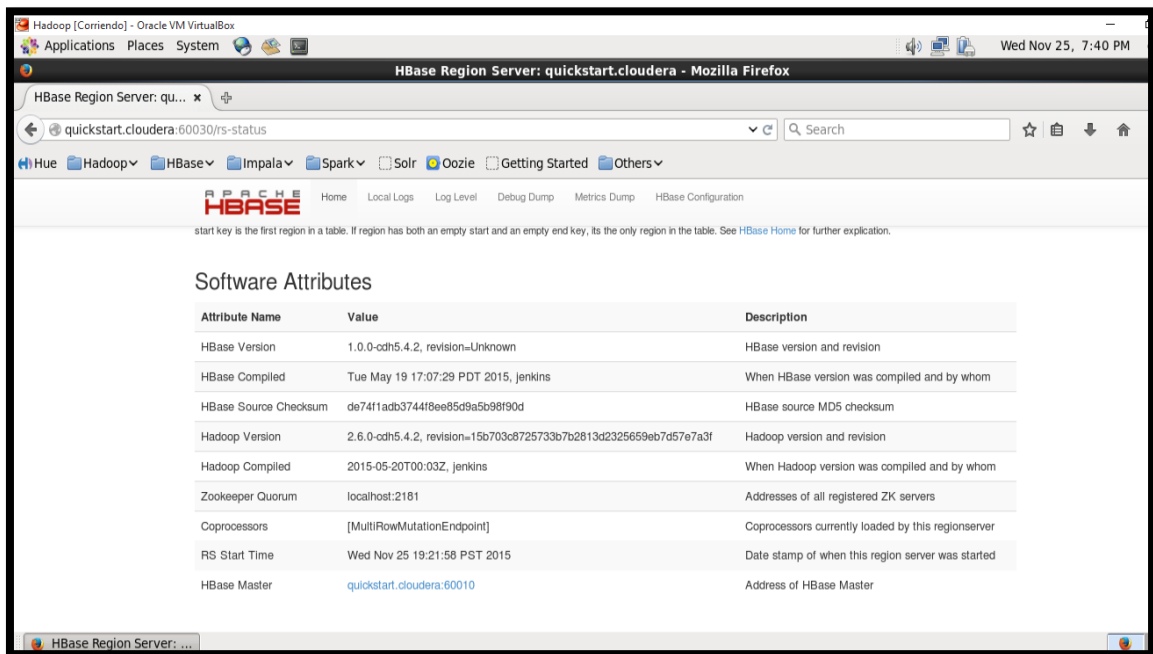 Hadoop [Corriendo] - Oracle VM VirtualBox
Applications Places System Wed Nov 25, 7:40 PM
HBase Region Server: quickstart.cloudera - Mozilla Firefox
HBase Region Server: qu...
quickstart.cloudera:60030/rs-status Search
Hue Hadoop HBase Impala Spark Solr Oozie Getting Started Others
APACHE HBASE Home Local Logs Log Level Debug Dump Metrics Dump HBase Configuration
start key is the first region in a table. If region has both an empty start and an empty end key, its the only region in the table. See HBase Home for further explication.
Software Attributes
Attribute Name Value Description
HBase Version 1.0.0-cdh5.4.2, revision=Unknown HBase version and revision
HBase Compiled Tue May 19 17:07:29 PDT 2015, jenkins When HBase version was compiled and by whom
HBase Source Checksum de74f1adb3744f8ee85d9a5b98f90d HBase source MD5 checksum
Hadoop Version 2.6.0-cdh5.4.2, revision=15b703c8725733b7b2813d2325659eb7d57e7a3f Hadoop version and revision
Hadoop Compiled 2015-05-20T00:03Z, jenkins When Hadoop version was compiled and by whom
Zookeeper Quorum localhost:2181 Addresses of all registered ZK servers
Coprocessors [MultiRowMutationEndpoint] Coprocessors currently loaded by this regionserver
RS Start Time Wed Nov 25 19:21:58 PST 2015 Date stamp of when this region server was started
HBase Master quickstart.cloudera:60010 Address of HBase Master
HBase Region Server: ...